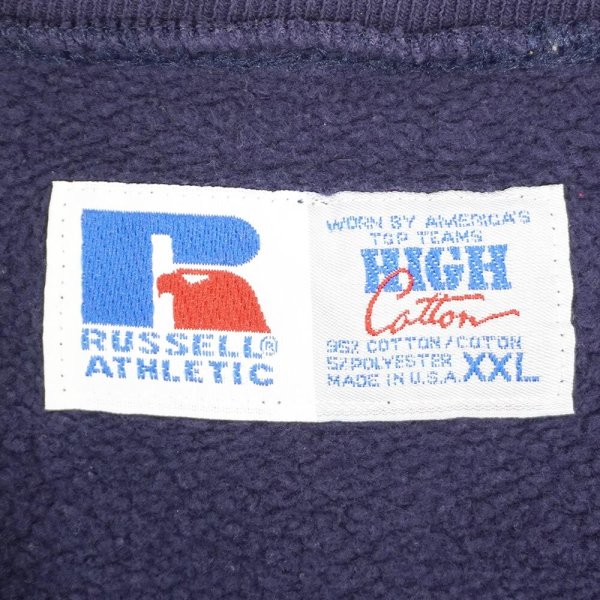 R
RUSSELL®
ATHLETIC
WORN BY AMERICA'S
TOP TEAMS
HIGH
Cotton
95% COTTON/COTON
5% POLYESTER
MADE IN U.S.A. XXL